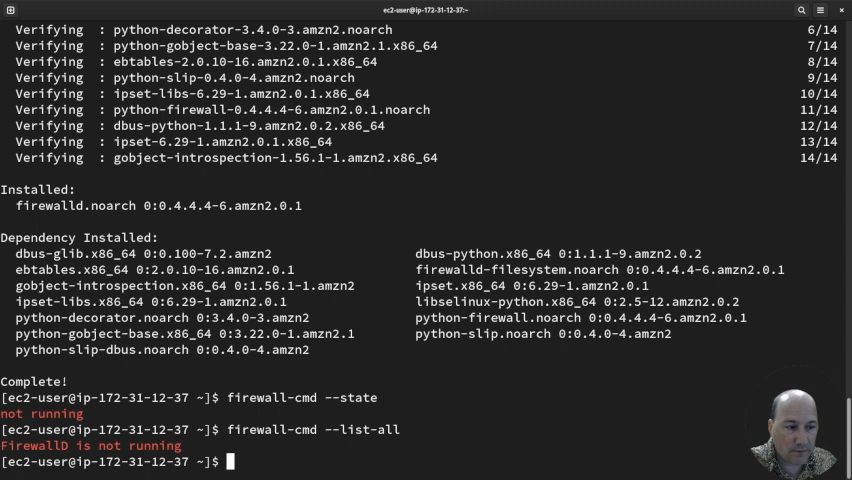 ec2-user@ip-172-31-12-37:~
Verifying : python-decorator-3.4.0-3.amzn2.noarch 6/14
Verifying : python-gobject-base-3.22.0-1.amzn2.1.x86_64 7/14
Verifying : ebtables-2.0.10-16.amzn2.0.1.x86_64 8/14
Verifying : python-slip-0.4.0-4.amzn2.noarch 9/14
Verifying : ipset-libs-6.29-1.amzn2.0.1.x86_64 10/14
Verifying : python-firewall-0.4.4.4-6.amzn2.0.1.noarch 11/14
Verifying : dbus-python-1.1.1-9.amzn2.0.2.x86_64 12/14
Verifying : ipset-6.29-1.amzn2.0.1.x86_64 13/14
Verifying : gobject-introspection-1.56.1-1.amzn2.x86_64 14/14
Installed:
firewalld.noarch 0:0.4.4.4-6.amzn2.0.1
Dependency Installed:
dbus-glib.x86_64 0:0.100-7.2.amzn2 dbus-python.x86_64 0:1.1.1-9.amzn2.0.2
ebtables.x86_64 0:2.0.10-16.amzn2.0.1 firewalld-filesystem.noarch 0:0.4.4.4-6.amzn2.0.1
gobject-introspection.x86_64 0:1.56.1-1.amzn2 ipset.x86_64 0:6.29-1.amzn2.0.1
ipset-libs.x86_64 0:6.29-1.amzn2.0.1 libselinux-python.x86_64 0:2.5-12.amzn2.0.2
python-decorator.noarch 0:3.4.0-3.amzn2 python-firewall.noarch 0:0.4.4.4-6.amzn2.0.1
python-gobject-base.x86_64 0:3.22.0-1.amzn2.1 python-slip.noarch 0:0.4.0-4.amzn2
python-slip-dbus.noarch 0:0.4.0-4.amzn2
Complete!
[ec2-user@ip-172-31-12-37 ~]$ firewall-cmd --state
not running
[ec2-user@ip-172-31-12-37 ~]$ firewall-cmd --list-all
FirewallD is not running
[ec2-user@ip-172-31-12-37 ~]$